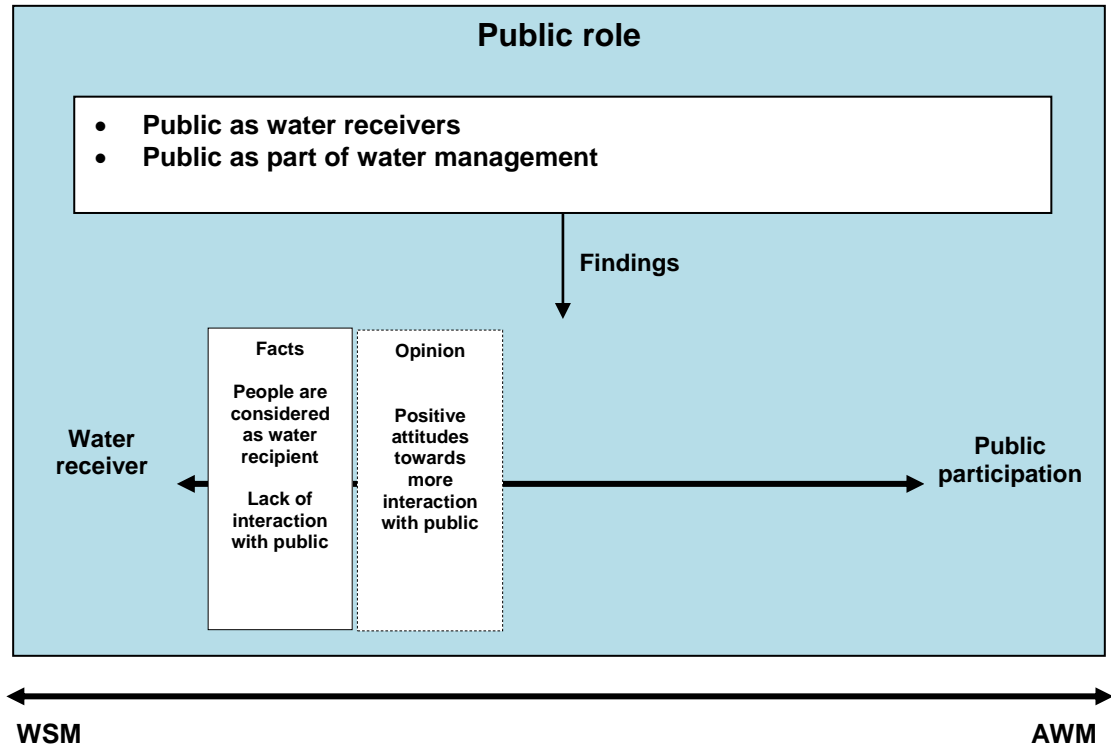 Public role
• Public as water receivers
• Public as part of water management
Findings
Facts
People are
considered
as water
recipient
Lack of
interaction
with public
Opinion
Positive
attitudes
towards
more
interaction
with public
Water
receiver
Public
participation
WSM
AWM